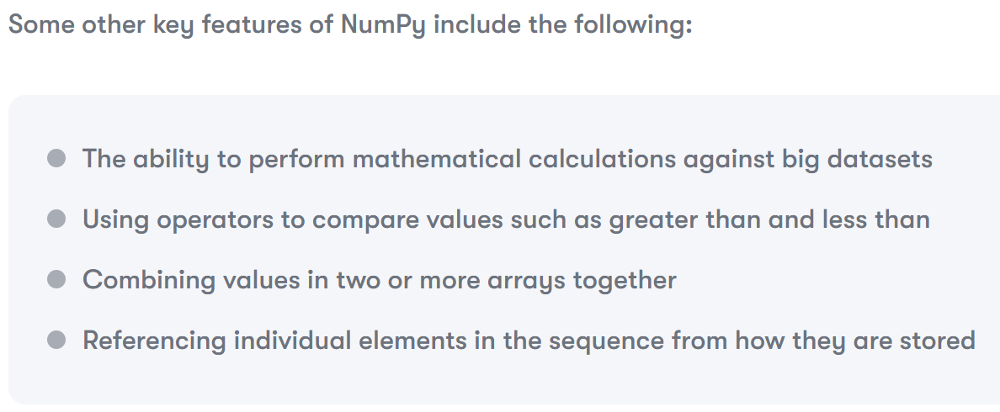 Some other key features of NumPy include the following:
The ability to perform mathematical calculations against big datasets
Using operators to compare values such as greater than and less than
Combining values in two or more arrays together
Referencing individual elements in the sequence from how they are stored